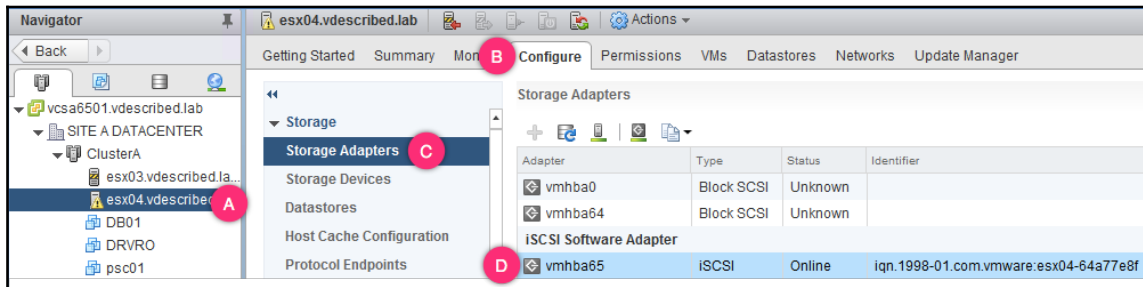 Navigator
Back
vcsa6501.vdescribed.lab
SITE A DATACENTER
ClusterA
esx03.vdescribed.la...
esx04.vdescribed
A
DB01
DRVRO
psc01
esx04.vdescribed.lab
Actions
Getting Started Summary Mon B Configure Permissions VMs Datastores Networks Update Manager
Storage
Storage Adapters C
Storage Devices
Datastores
Host Cache Configuration
Protocol Endpoints
Storage Adapters
Adapter Type Status Identifier
vmhba0 Block SCSI Unknown
vmhba64 Block SCSI Unknown
iSCSI Software Adapter
D vmhba65 iSCSI Online iqn.1998-01.com.vmware:esx04-64a77e8f